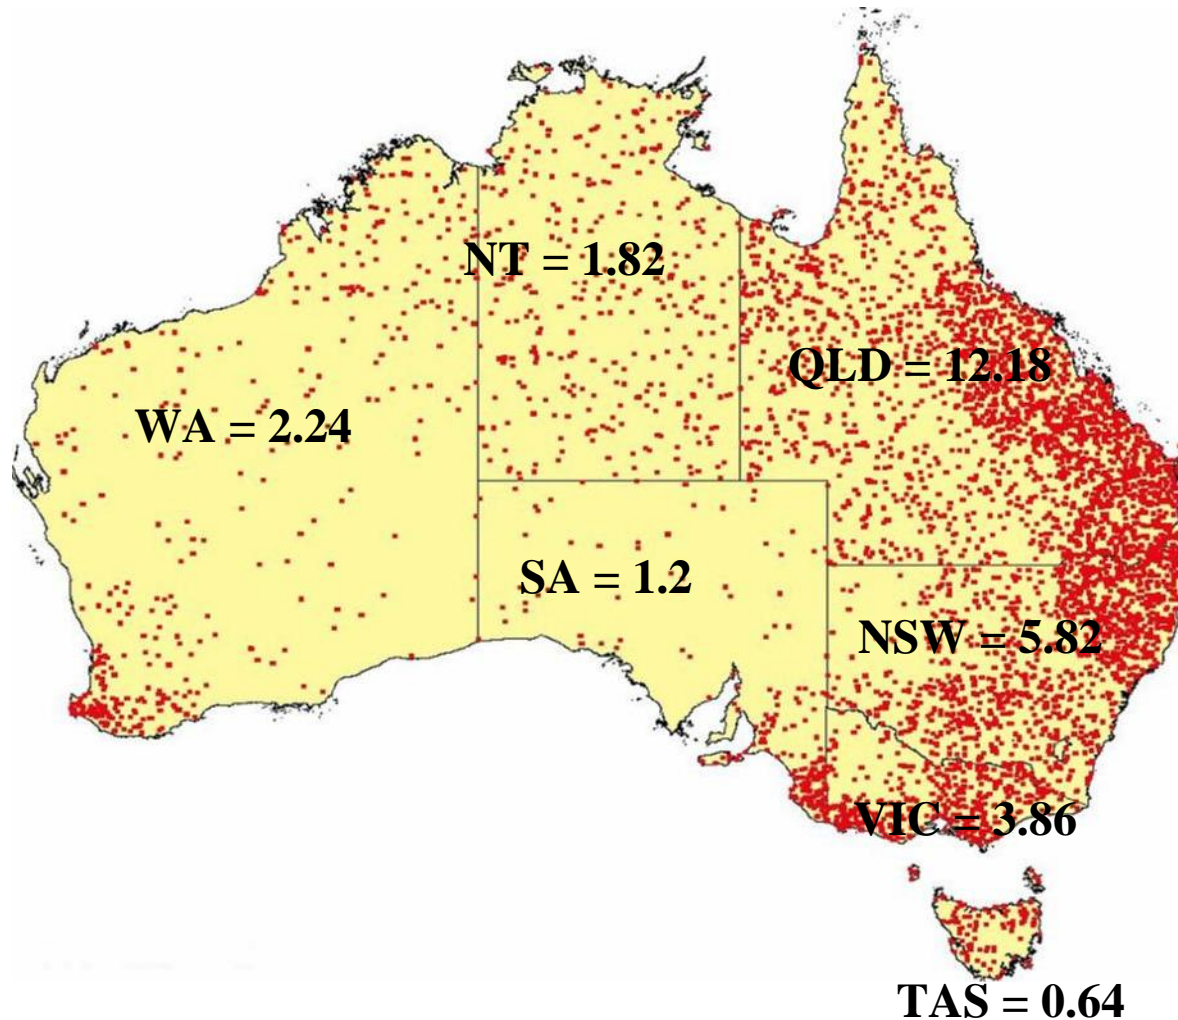 NT = 1.82
QLD = 12.18
WA = 2.24
SA = 1.2
NSW = 5.82
VIC = 3.86
TAS = 0.64